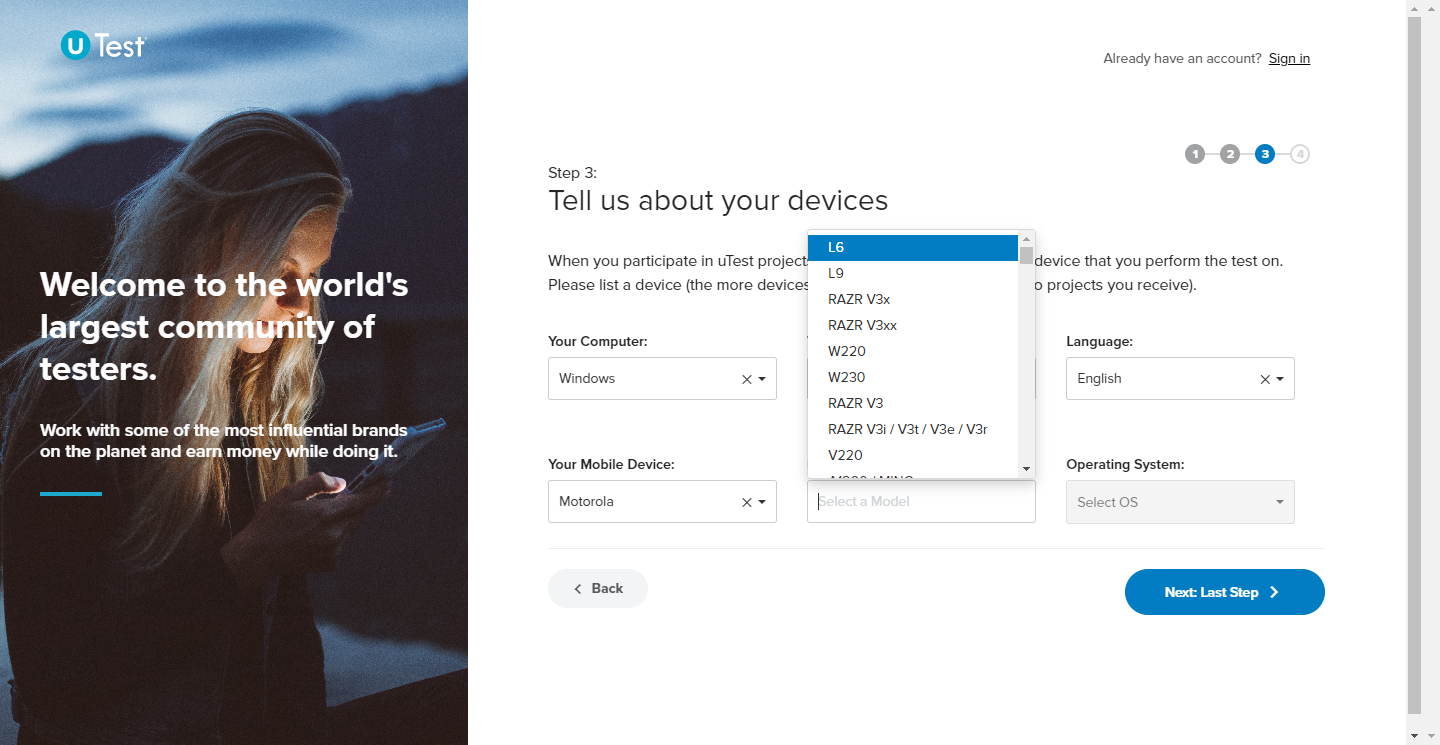 uTest
Already have an account? Sign in
1 2 3 4
Step 3:
Tell us about your devices
When you participate in uTest project
device that you perform the test on.
Please list a device (the more devices
o projects you receive).
Welcome to the world's
largest community of
testers.
Work with some of the most influential brands
on the planet and earn money while doing it.
Your Computer:
Windows
Language:
English
L6
L9
RAZR V3x
RAZR V3xx
W220
W230
RAZR V3
RAZR V3i / V3t / V3e / V3r
V220
Your Mobile Device:
Motorola
Select a Model
Operating System:
Select OS
Back
Next: Last Step